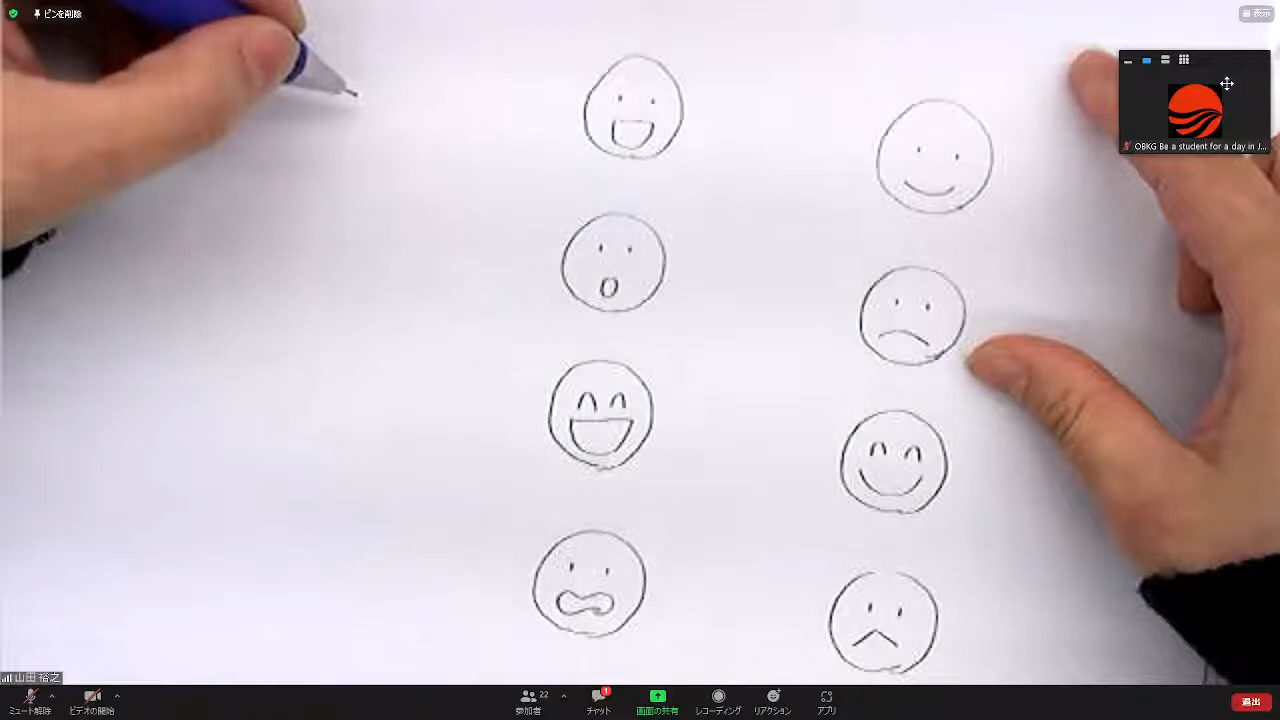 ピンを削除
表示
OBKG Be a student for a day in J...
山田 裕之
ミュート解除
ビデオの開始
22
参加者
1
チャット
画面の共有
レコーディング
リアクション
アプリ
退出